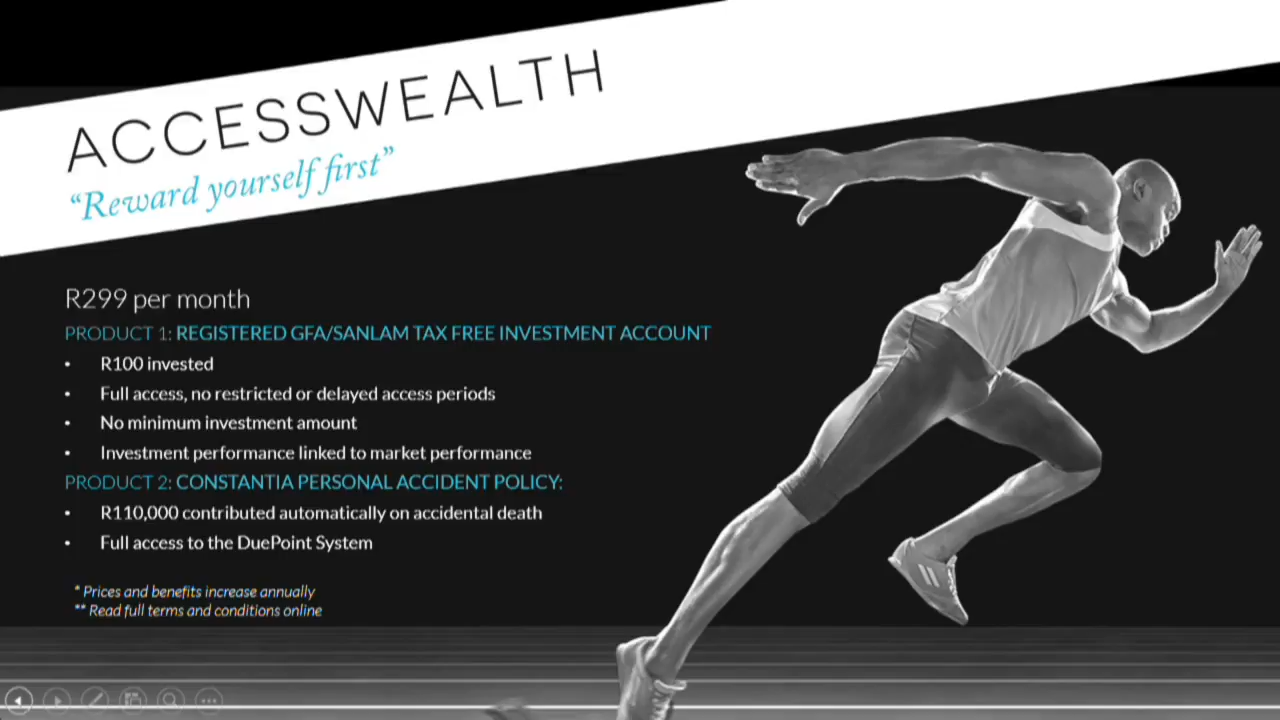 ACCESSWEALTH
“Reward yourself first”
R299 per month
PRODUCT 1: REGISTERED GFA/SANLAM TAX FREE INVESTMENT ACCOUNT
• R100 invested
• Full access, no restricted or delayed access periods
• No minimum investment amount
• Investment performance linked to market performance
PRODUCT 2: CONSTANTIA PERSONAL ACCIDENT POLICY:
• R110,000 contributed automatically on accidental death
• Full access to the DuePoint System
* Prices and benefits increase annually
** Read full terms and conditions online